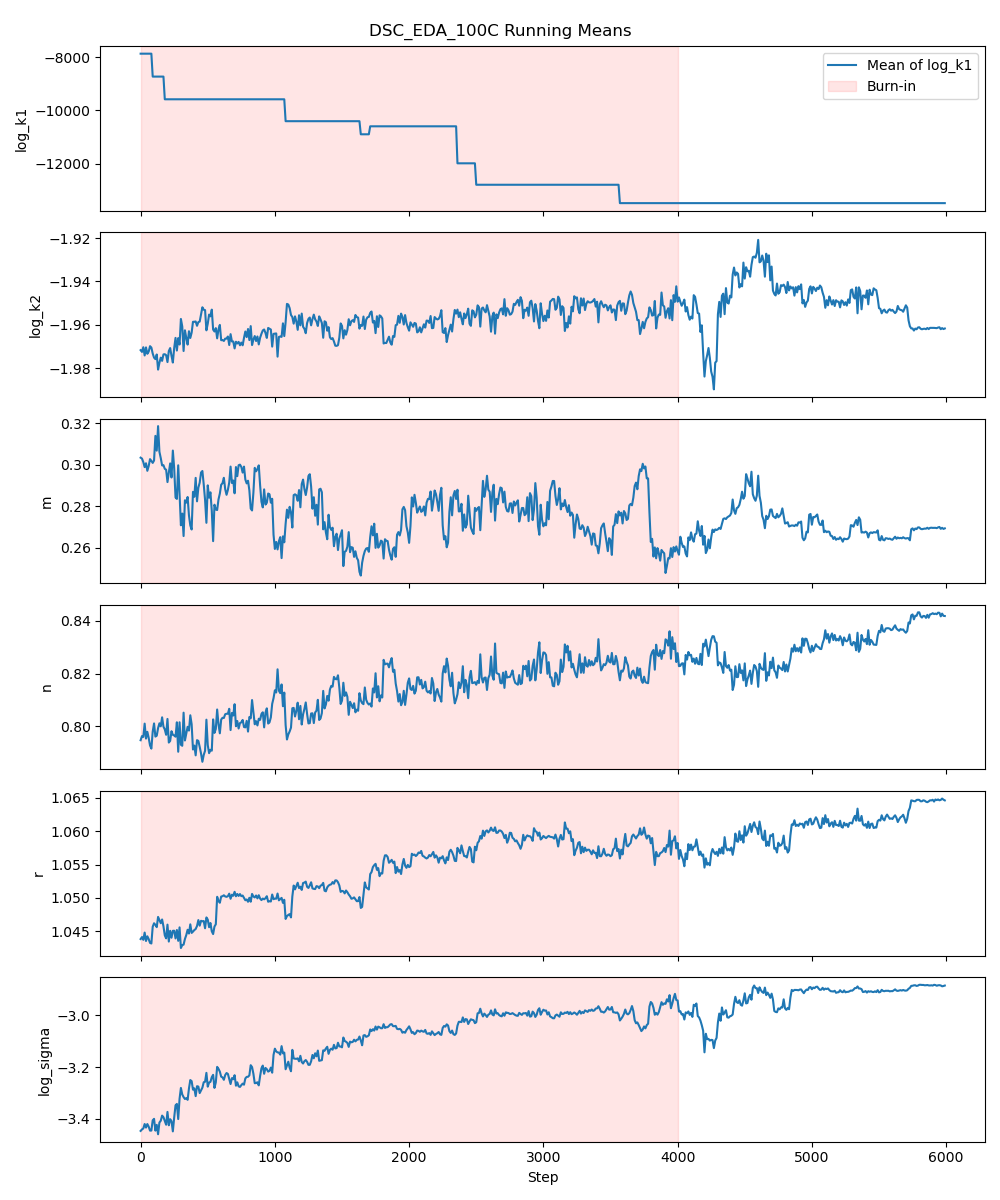 DSC_EDA_100C Running Means
−8000
−10000
−12000
log_k1
Mean of log_k1
Burn-in
−1.92
−1.94
−1.96
−1.98
log_k2
0.32
0.30
0.28
0.26
m
0.84
0.82
0.80
n
1.065
1.060
1.055
1.050
1.045
r
−3.0
−3.2
−3.4
log_sigma
0 1000 2000 3000 4000 5000 6000
Step